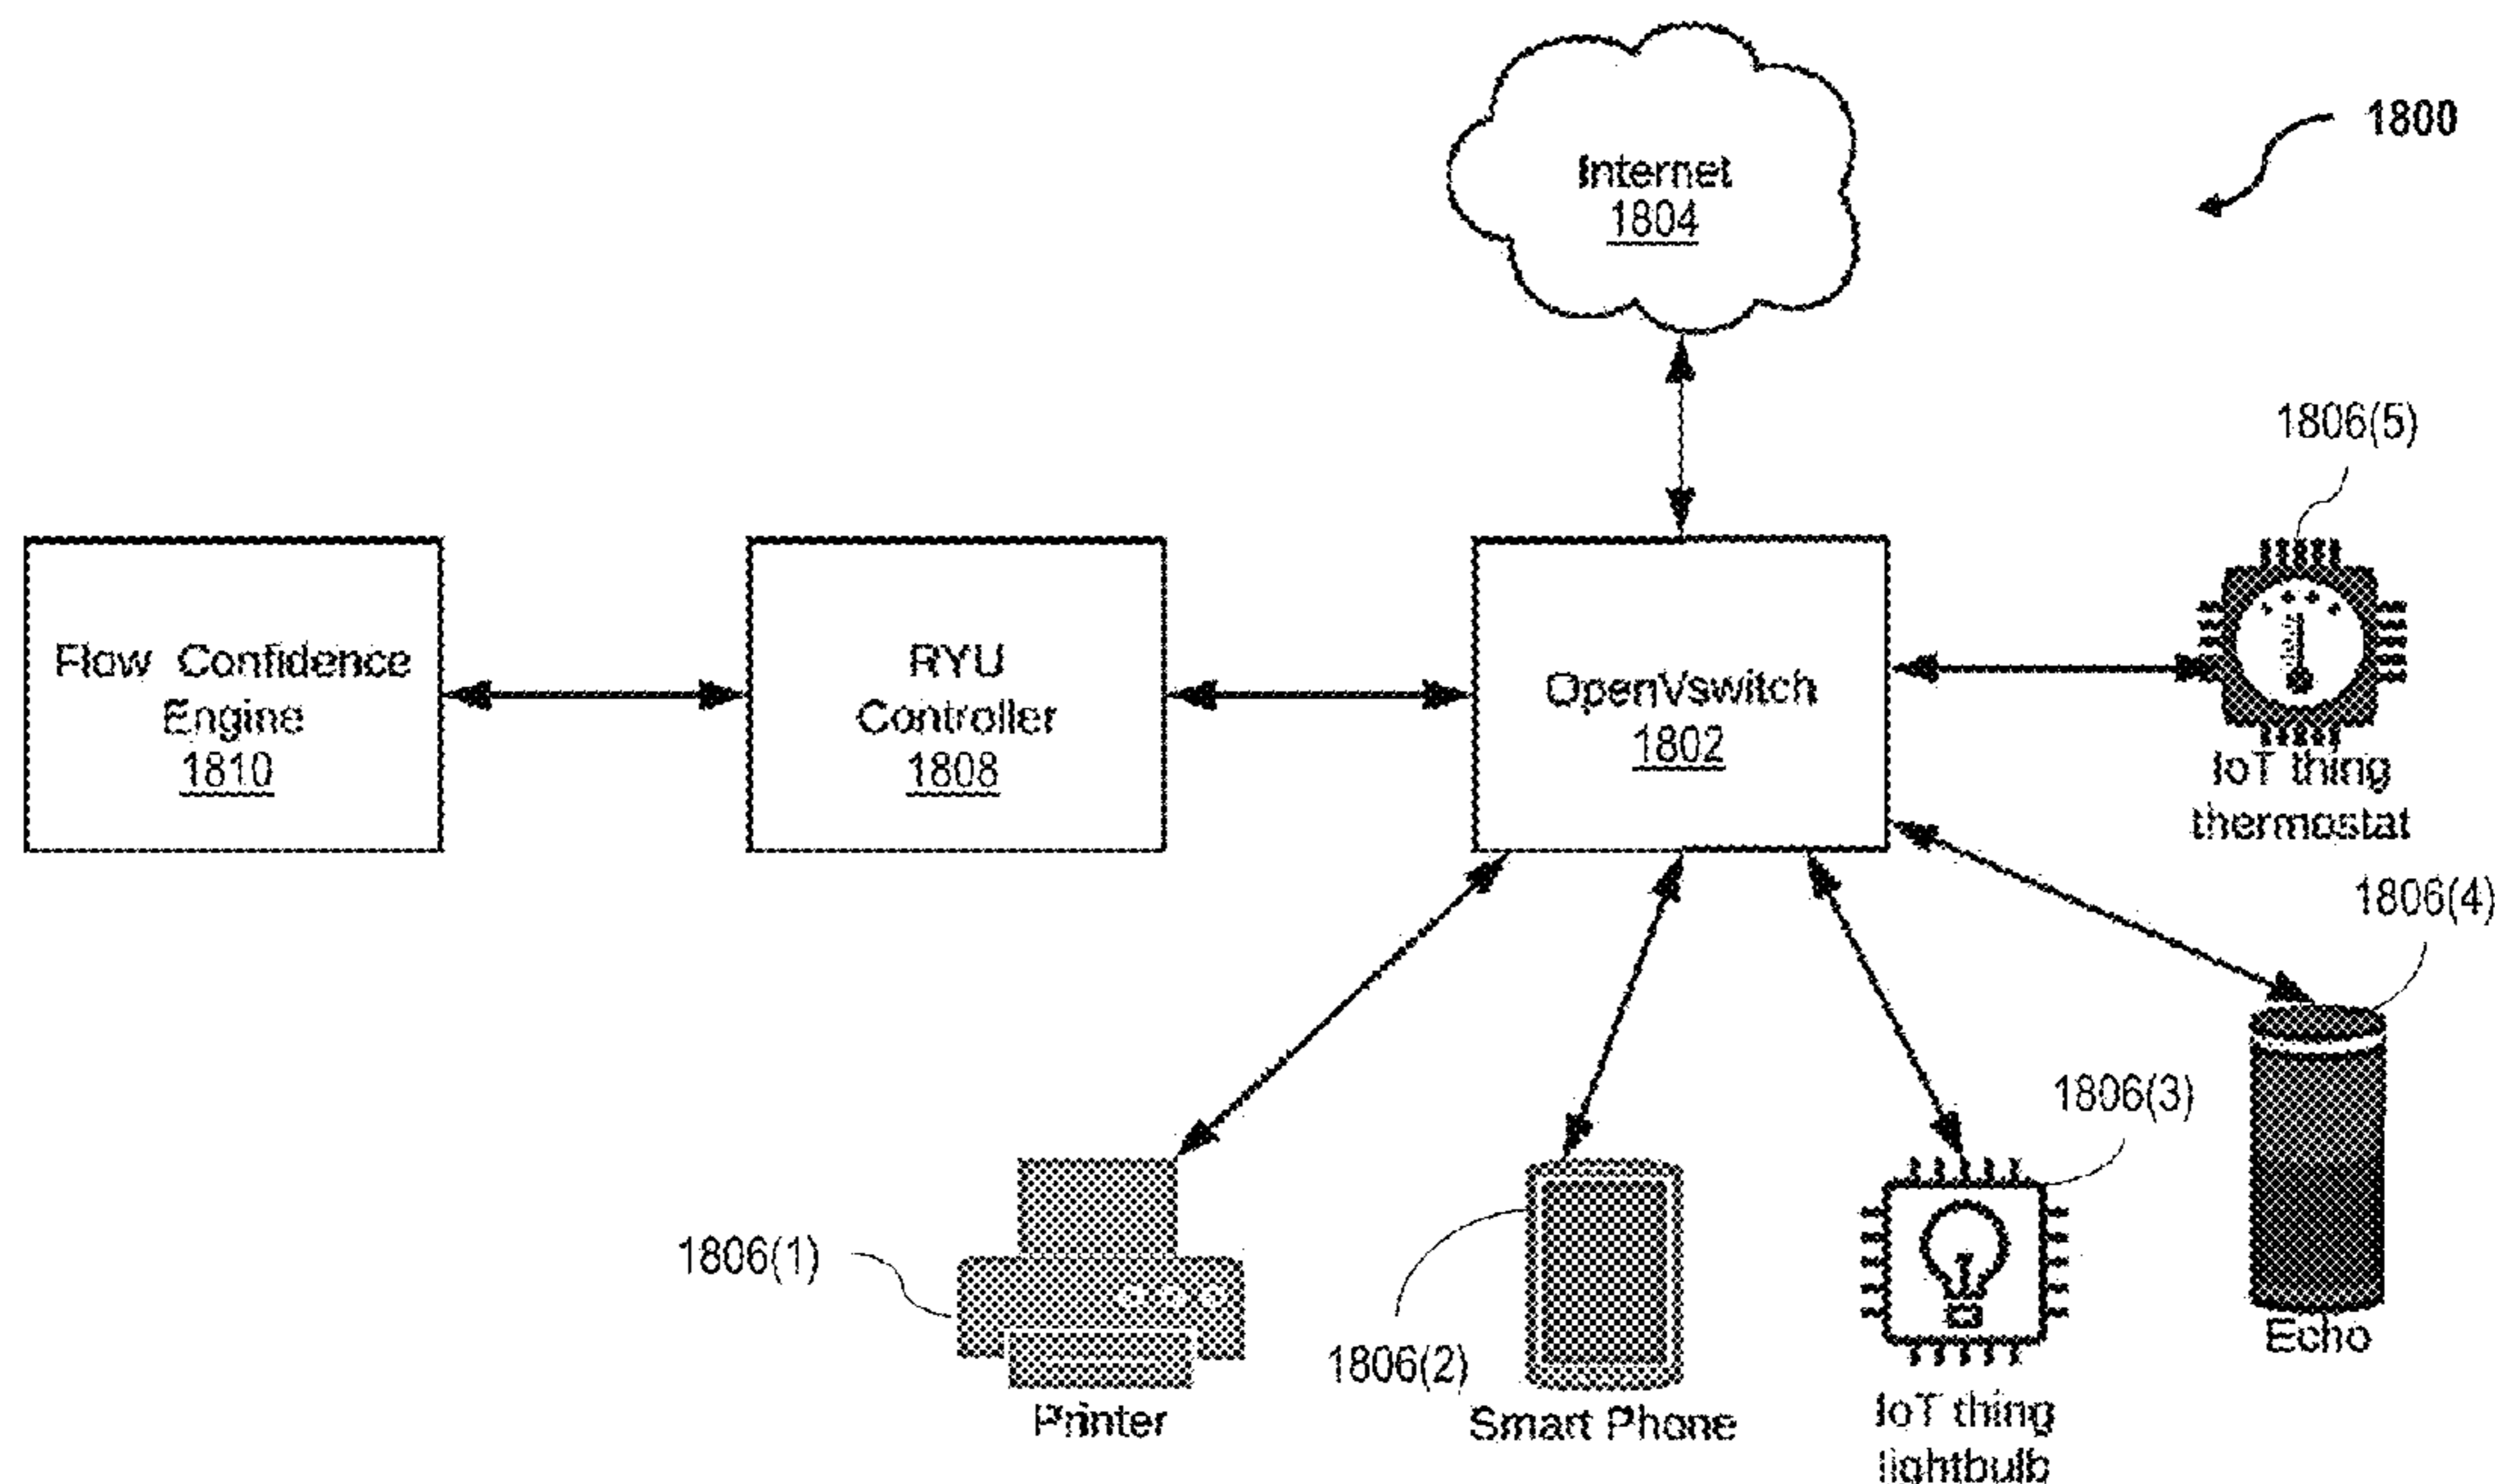 1800
Internet
1804
1806(5)
Flow Confidence
Engine
1810
RYU
Controller
1808
OpenVswitch
1802
IoT thing
thermostat
1806(4)
1806(3)
1806(1)
1806(2)
Echo
Printer
Smart Phone
IoT thing
lightbulb